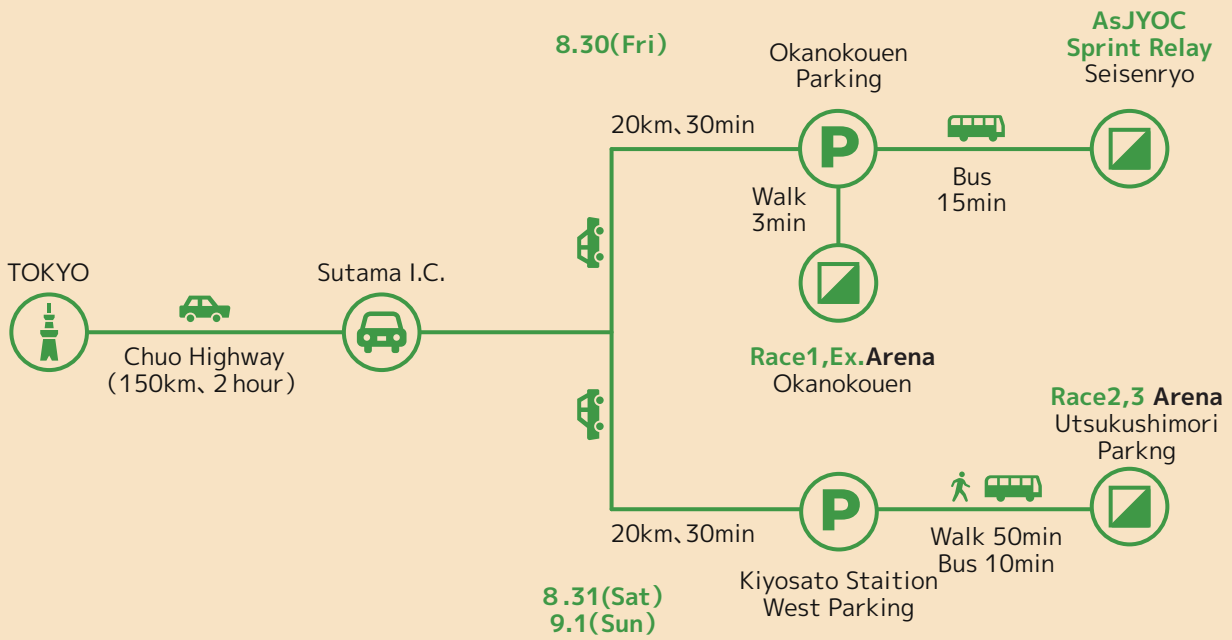 8.30(Fri)
Okanokouen
Parking
AsJYOC
Sprint Relay
Seisenryo
20km、30min
P
Bus
15min
Walk
3min
TOKYO
Sutama I.C.
Chuo Highway
(150km、2 hour)
Race1,Ex.Arena
Okanokouen
Race2,3 Arena
Utsukushimori
Parkng
20km、30min
P
Walk 50min
Bus 10min
Kiyosato Staition
West Parking
8.31(Sat)
9.1(Sun)